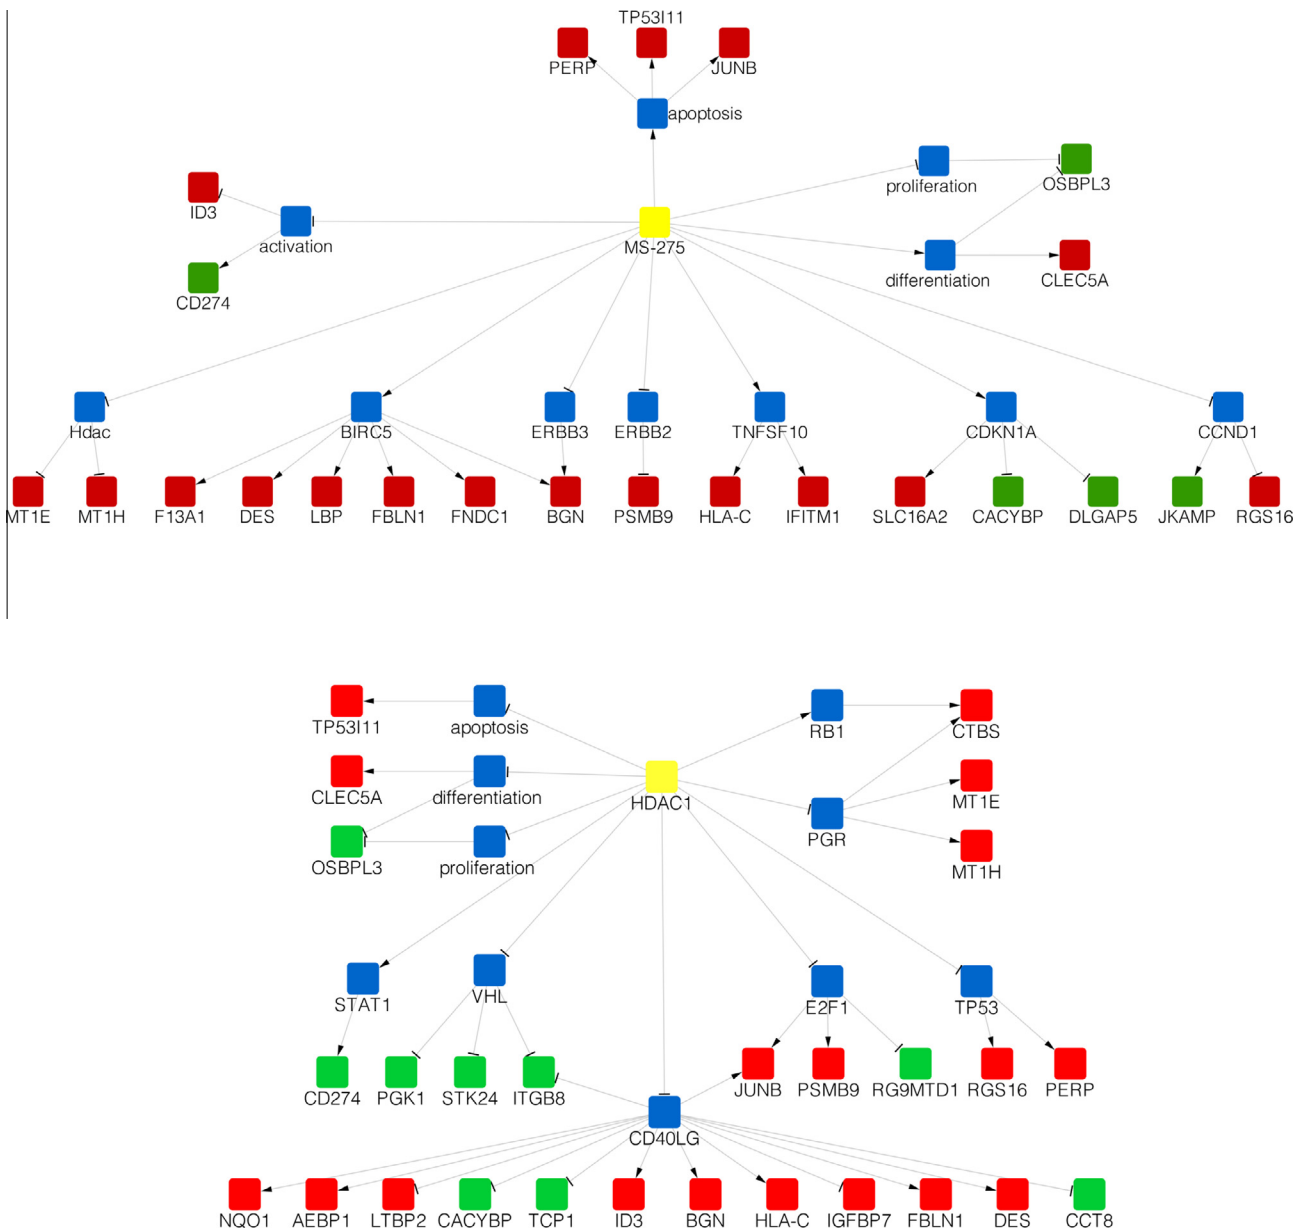 TP53I11
PERP JUNB
apoptosis
proliferation OSBPL3
ID3
activation MS-275
differentiation CLEC5A
CD274
Hdac BIRC5 ERBB3 ERBB2 TNFSF10 CDKN1A CCND1
MT1E MT1H F13A1 DES LBP FBLN1 FNDC1 BGN PSMB9 HLA-C IFITM1 SLC16A2 CACYBP DLGAP5 JKAMP RGS16
TP53I11 apoptosis RB1 CTBS
CLEC5A differentiation HDAC1 MT1E
OSBPL3 proliferation PGR MT1H
STAT1 VHL E2F1 TP53
CD274 PGK1 STK24 ITGB8 JUNB PSMB9 RG9MTD1 RGS16 PERP
CD40LG
NQO1 AEBP1 LTBP2 CACYBP TCP1 ID3 BGN HLA-C IGFBP7 FBLN1 DES CCT8